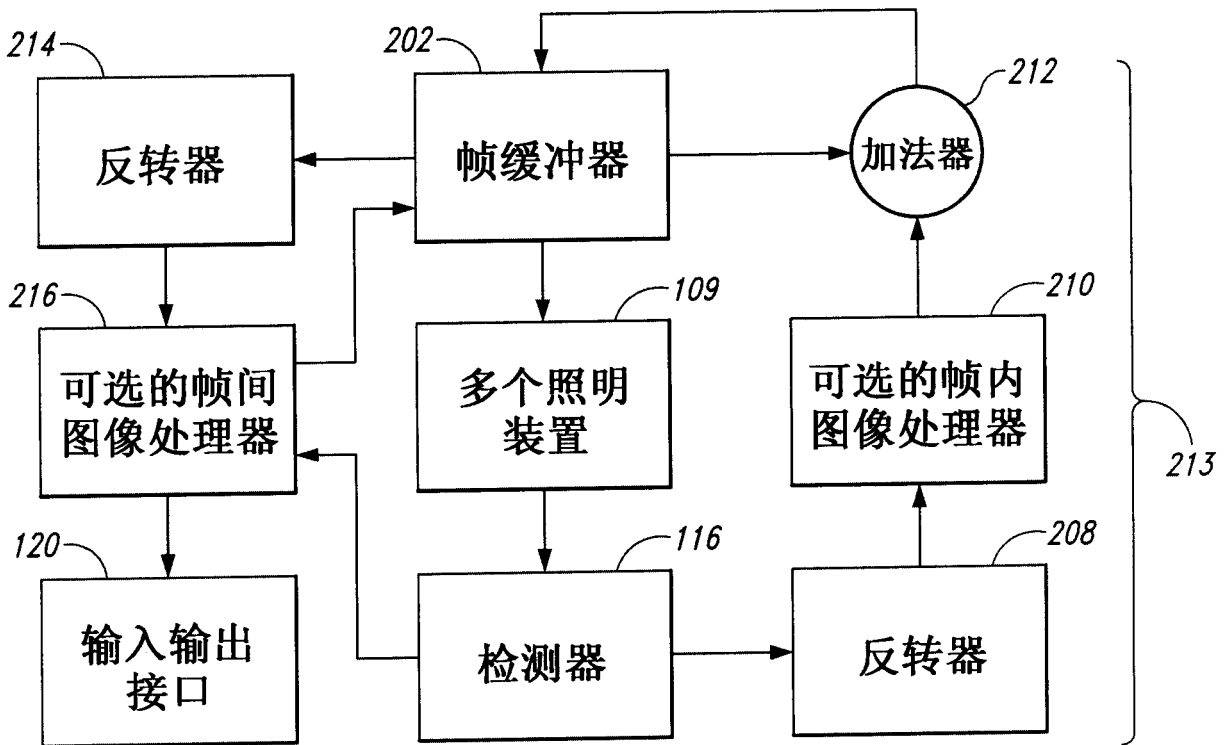 214
反转器
202
帧缓冲器
212
加法器
216
可选的帧间
图像处理器
109
多个照明
装置
210
可选的帧内
图像处理器
213
120
输入输出
接口
116
检测器
208
反转器